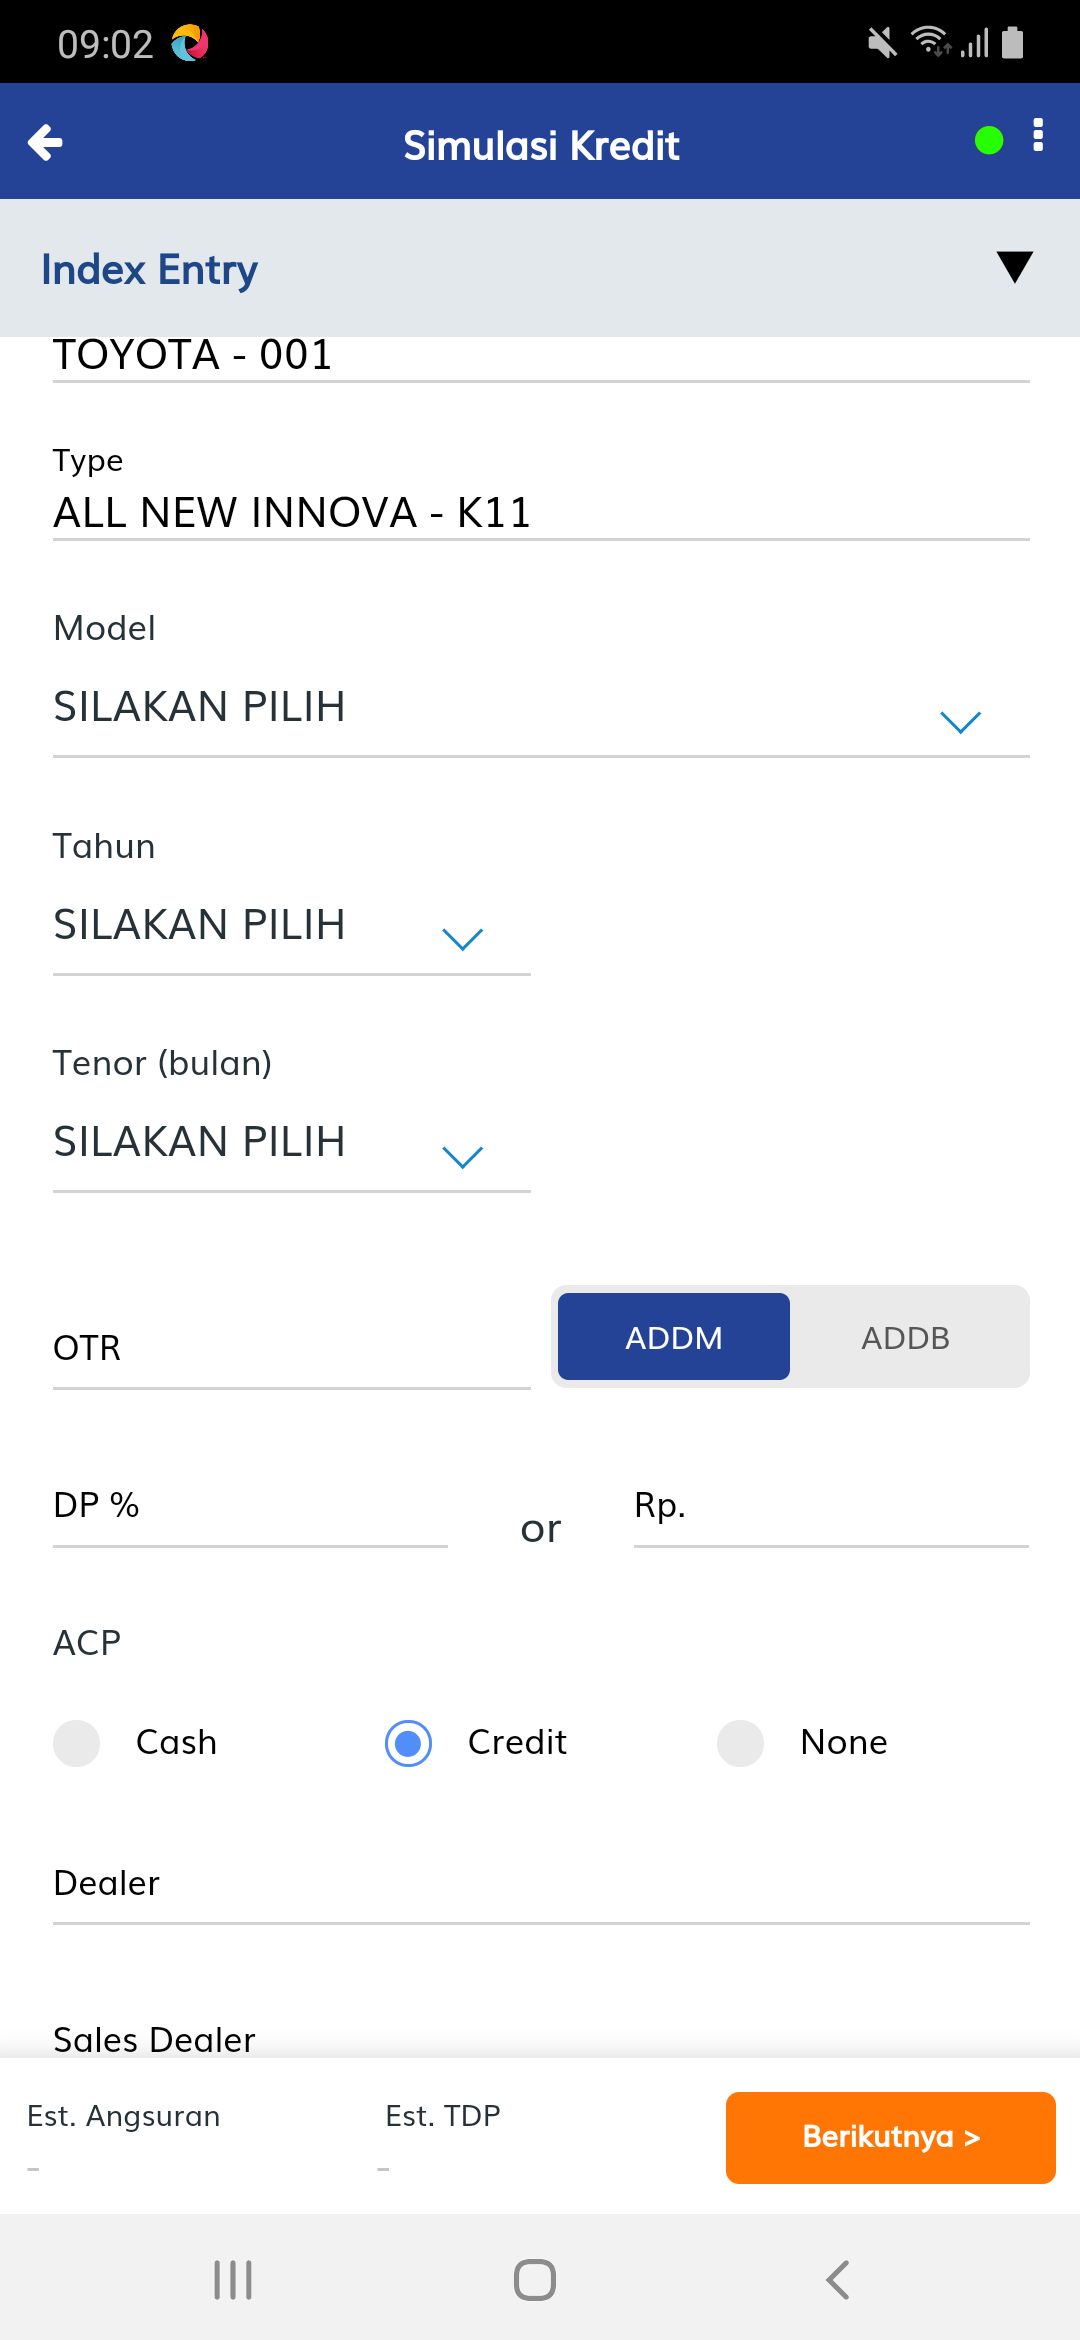 09:02
Simulasi Kredit
Index Entry
TOYOTA - 001
Type
ALL NEW INNOVA - K11
Model
SILAKAN PILIH
Tahun
SILAKAN PILIH
Tenor (bulan)
SILAKAN PILIH
OTR
ADDM ADDB
DP % or Rp.
ACP
Cash Credit None
Dealer
Sales Dealer
Est. Angsuran Est. TDP
- -
Berikutnya >